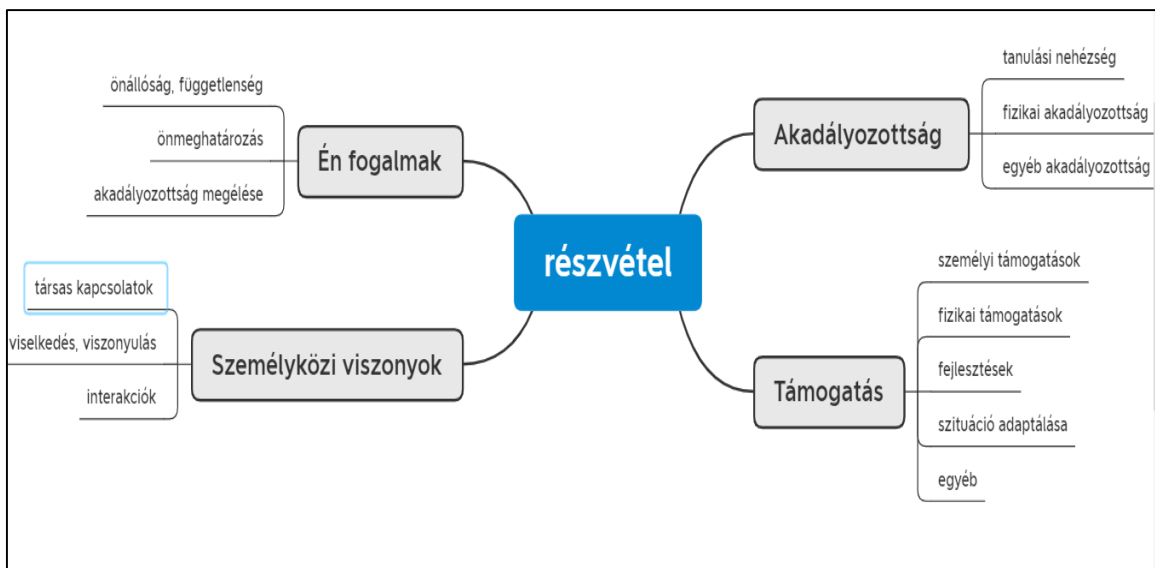 részvétel
Én fogalmak
önállóság, függetlenség
önmeghatározás
akadályozottság megélése
Személyközi viszonyok
társas kapcsolatok
viselkedés, viszonyulás
interakciók
Akadályozottság
tanulási nehézség
fizikai akadályozottság
egyéb akadályozottság
Támogatás
személyi támogatások
fizikai támogatások
fejlesztések
szituáció adaptálása
egyéb